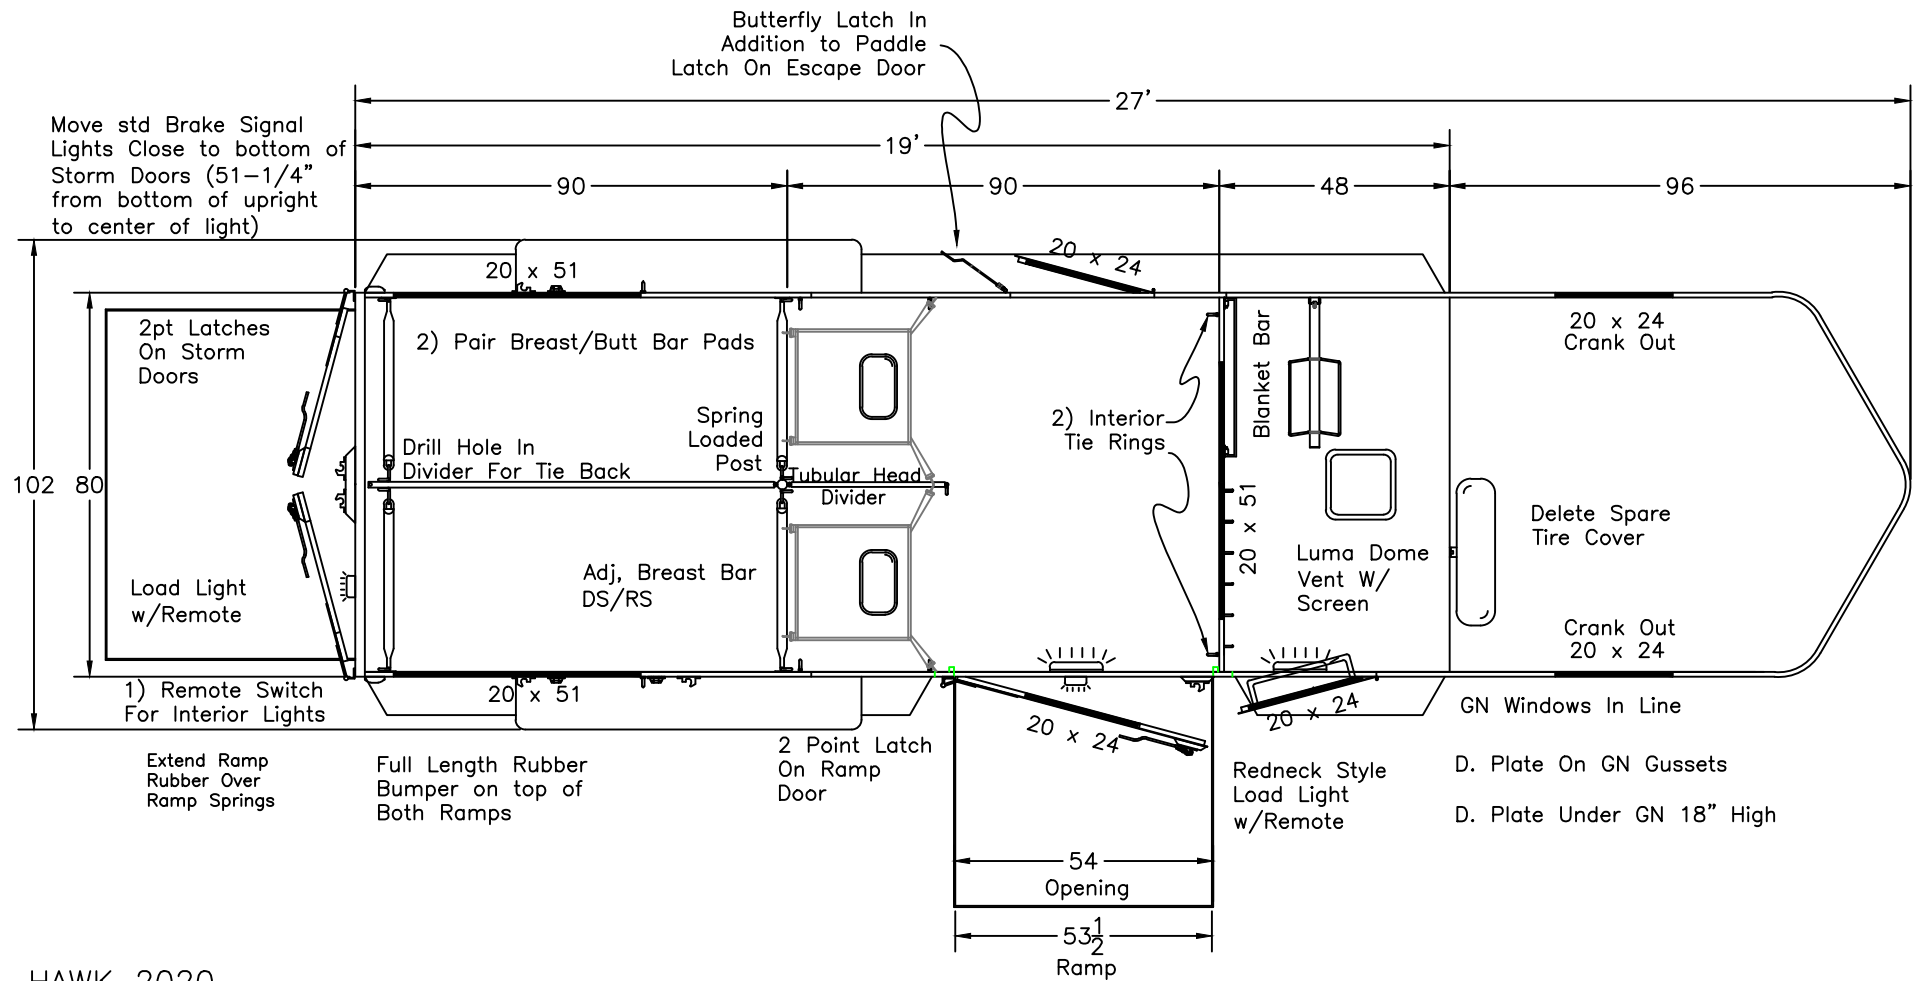 Butterfly Latch In
Addition to Paddle
Latch On Escape Door
27'
Move std Brake Signal
Lights Close to bottom of
Storm Doors (51-1/4"
from bottom of upright
to center of light)
19'
90
90
48
96
20 x 51
20 x 24
2pt Latches
On Storm
Doors
2) Pair Breast/Butt Bar Pads
Blanket Bar
20 x 24
Crank Out
Spring
Loaded
Post
2) Interior
Tie Rings
Drill Hole In
Divider For Tie Back
Tubular Head
Divider
102
80
20 x 51
Delete Spare
Tire Cover
Luma Dome
Vent W/
Screen
Adj, Breast Bar
DS/RS
Load Light
w/Remote
Crank Out
20 x 24
1) Remote Switch
For Interior Lights
20 x 51
20 x 24
20 x 24
GN Windows In Line
Extend Ramp
Rubber Over
Ramp Springs
Full Length Rubber
Bumper on top of
Both Ramps
2 Point Latch
On Ramp
Door
Redneck Style
Load Light
w/Remote
D. Plate On GN Gussets
D. Plate Under GN 18" High
54
Opening
53 1/2
Ramp
HAWK 2020